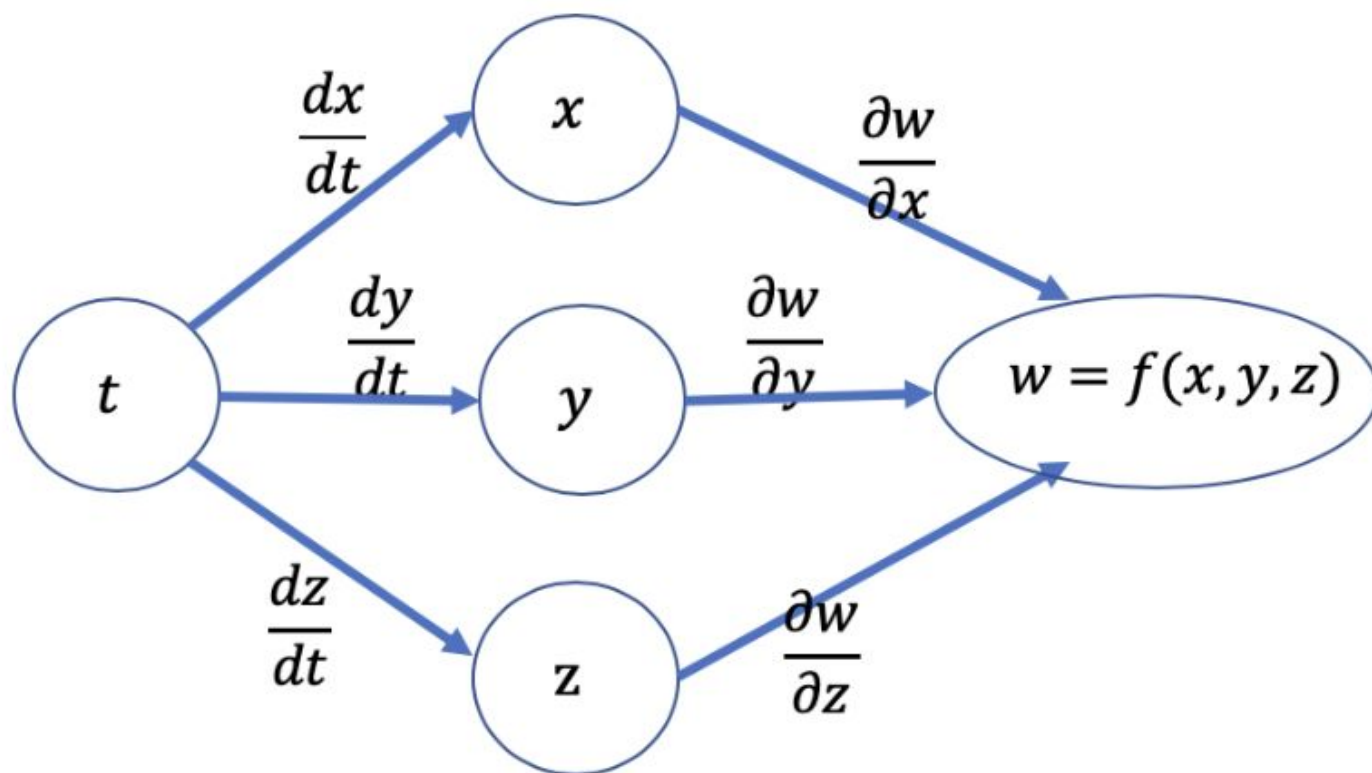 dx/dt
x
∂w/∂x
t
dy/dt
y
∂w/∂y
w = f(x, y, z)
dz/dt
z
∂w/∂z